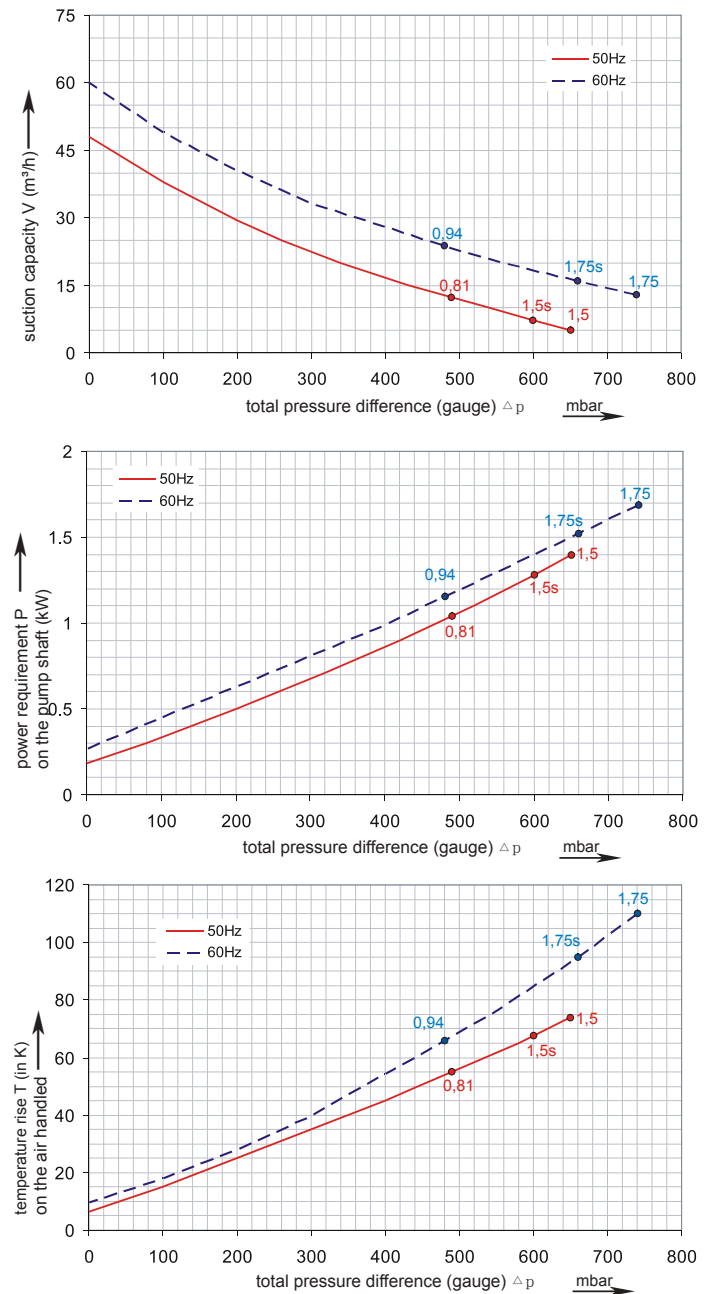 75
60
45
30
15
0
suction capacity V (m³/h)
50Hz
60Hz
0,94
1,75s
1,75
0,81
1,5s
1,5
0 100 200 300 400 500 600 700 800
total pressure difference (gauge) △p mbar
2
1.5
1
0.5
0
power requirement P
on the pump shaft (kW)
50Hz
60Hz
1,75
1,75s
1,5
0,94
1,5s
0,81
0 100 200 300 400 500 600 700 800
total pressure difference (gauge) △p mbar
120
100
80
60
40
20
0
temperature rise T (in K)
on the air handled
50Hz
60Hz
1,75
1,75s
0,94
1,5
1,5s
0,81
0 100 200 300 400 500 600 700 800
total pressure difference (gauge) △p mbar